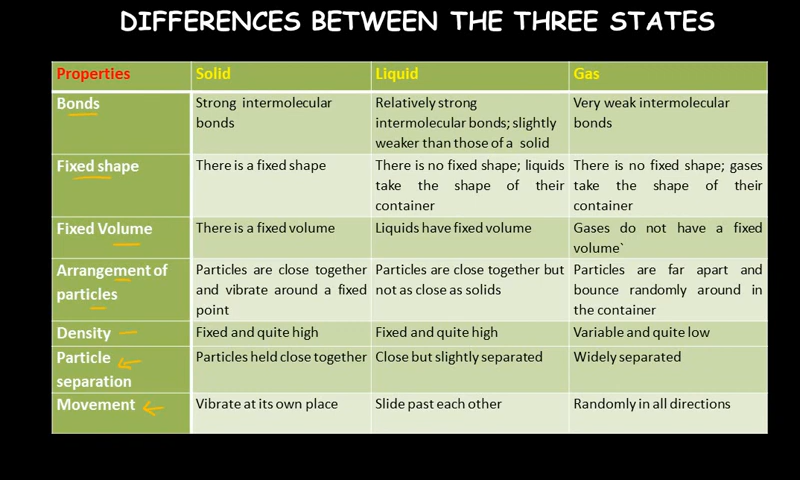 DIFFERENCES BETWEEN THE THREE STATES
Properties
Solid
Liquid
Gas
Bonds
Strong intermolecular
bonds
Relatively strong
intermolecular bonds; slightly
weaker than those of a solid
Very weak intermolecular
bonds
Fixed shape
There is a fixed shape
There is no fixed shape; liquids
take the shape of their
container
There is no fixed shape; gases
take the shape of their
container
Fixed Volume
There is a fixed volume
Liquids have fixed volume
Gases do not have a fixed
volume`
Arrangement of
particles
Particles are close together
and vibrate around a fixed
point
Particles are close together but
not as close as solids
Particles are far apart and
bounce randomly around in
the container
Density
Fixed and quite high
Fixed and quite high
Variable and quite low
Particle
separation
Particles held close together
Close but slightly separated
Widely separated
Movement
Vibrate at its own place
Slide past each other
Randomly in all directions